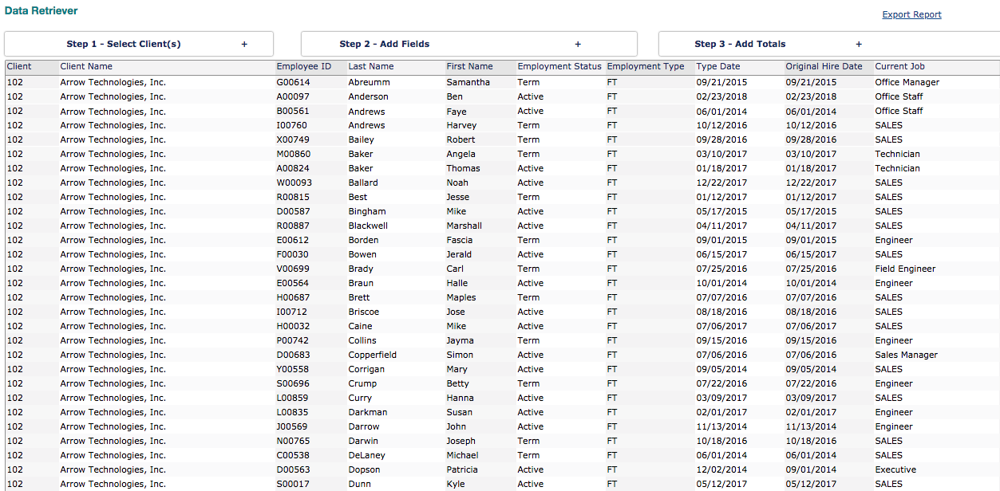 Data Retriever
Export Report
Step 1 - Select Client(s) + Step 2 - Add Fields + Step 3 - Add Totals +
Client Client Name Employee ID Last Name First Name Employment Status Employment Type Type Date Original Hire Date Current Job
102 Arrow Technologies, Inc. G00614 Abreumm Samantha Term FT 09/21/2015 09/21/2015 Office Manager
102 Arrow Technologies, Inc. A00097 Anderson Ben Active FT 02/23/2018 02/23/2018 Office Staff
102 Arrow Technologies, Inc. B00561 Andrews Faye Active FT 06/01/2014 06/01/2014 Office Staff
102 Arrow Technologies, Inc. I00760 Andrews Harvey Term FT 10/12/2016 10/12/2016 SALES
102 Arrow Technologies, Inc. X00749 Bailey Robert Term FT 09/28/2016 09/28/2016 SALES
102 Arrow Technologies, Inc. M00860 Baker Angela Term FT 03/10/2017 03/10/2017 Technician
102 Arrow Technologies, Inc. A00824 Baker Thomas Active FT 01/18/2017 01/18/2017 Technician
102 Arrow Technologies, Inc. W00093 Ballard Noah Active FT 12/22/2017 12/22/2017 SALES
102 Arrow Technologies, Inc. R00815 Best Jesse Term FT 01/12/2017 01/12/2017 SALES
102 Arrow Technologies, Inc. D00587 Bingham Mike Active FT 05/17/2015 05/17/2015 SALES
102 Arrow Technologies, Inc. R00887 Blackwell Marshall Active FT 04/11/2017 04/11/2017 SALES
102 Arrow Technologies, Inc. E00612 Borden Fascia Term FT 09/01/2015 09/01/2015 Engineer
102 Arrow Technologies, Inc. F00030 Bowen Jerald Active FT 06/15/2017 06/15/2017 SALES
102 Arrow Technologies, Inc. V00699 Brady Carl Term FT 07/25/2016 07/25/2016 Field Engineer
102 Arrow Technologies, Inc. E00564 Braun Halle Active FT 10/01/2014 10/01/2014 Engineer
102 Arrow Technologies, Inc. H00687 Brett Maples Term FT 07/07/2016 07/07/2016 SALES
102 Arrow Technologies, Inc. I00712 Briscoe Jose Active FT 08/18/2016 08/18/2016 SALES
102 Arrow Technologies, Inc. H00032 Caine Mike Active FT 07/06/2017 07/06/2017 SALES
102 Arrow Technologies, Inc. P00742 Collins Jayma Term FT 09/15/2016 09/15/2016 Engineer
102 Arrow Technologies, Inc. D00683 Copperfield Simon Active FT 07/06/2016 07/06/2016 Sales Manager
102 Arrow Technologies, Inc. Y00558 Corrigan Mary Active FT 09/05/2014 09/05/2014 SALES
102 Arrow Technologies, Inc. S00696 Crump Betty Term FT 07/22/2016 07/22/2016 Engineer
102 Arrow Technologies, Inc. L00859 Curry Hanna Active FT 03/09/2017 03/09/2017 SALES
102 Arrow Technologies, Inc. L00835 Darkman Susan Active FT 02/01/2017 02/01/2017 Engineer
102 Arrow Technologies, Inc. J00569 Darrow John Active FT 11/13/2014 11/13/2014 Engineer
102 Arrow Technologies, Inc. N00765 Darwin Joseph Term FT 10/18/2016 10/18/2016 SALES
102 Arrow Technologies, Inc. C00538 DeLaney Michael Term FT 06/01/2014 06/01/2014 SALES
102 Arrow Technologies, Inc. D00563 Dopson Patricia Active FT 12/02/2014 09/01/2014 Executive
102 Arrow Technologies, Inc. S00017 Dunn Kyle Active FT 05/12/2017 05/12/2017 SALES